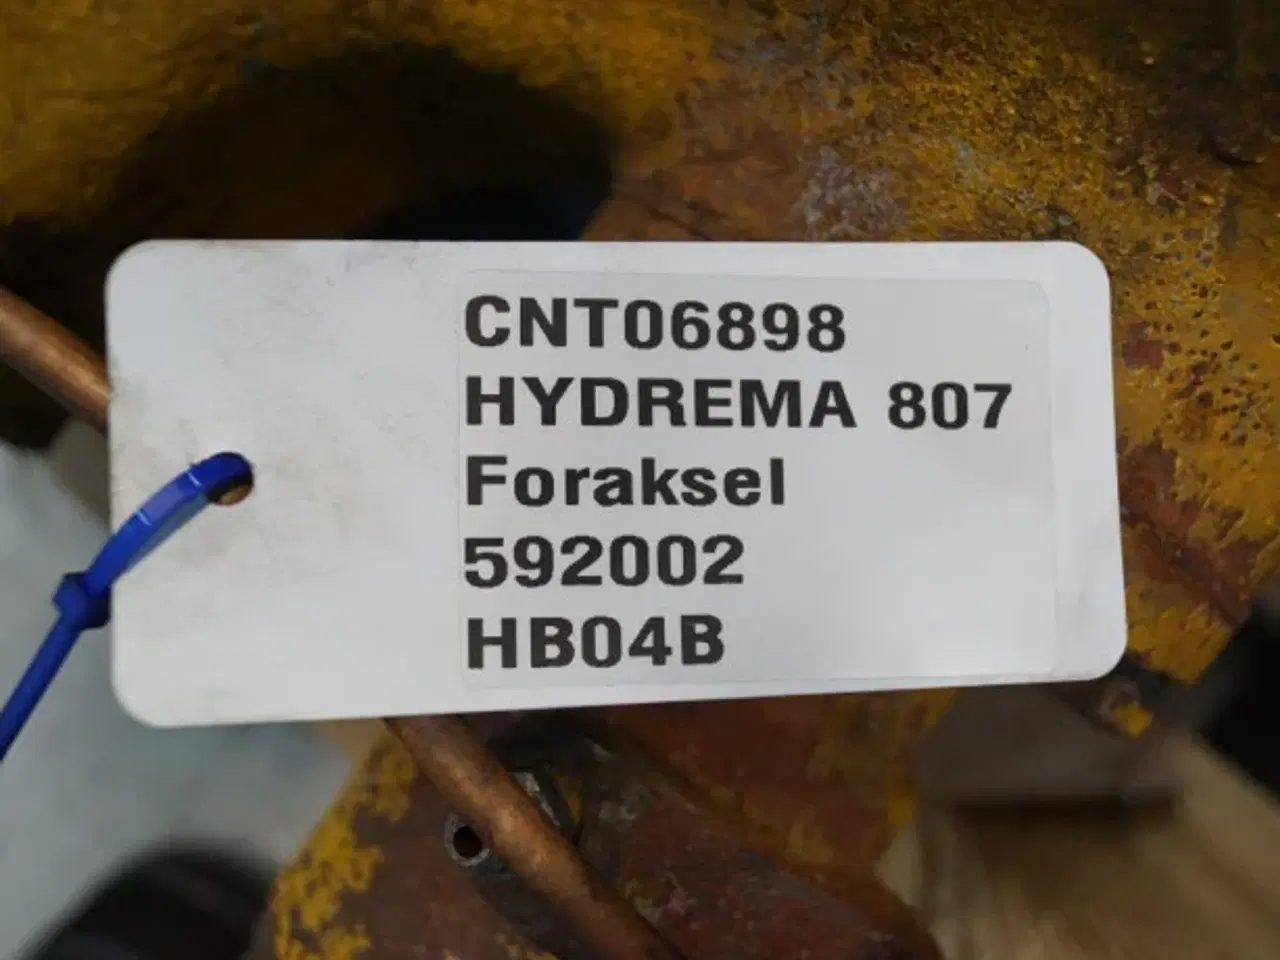 CNT06898
HYDREMA 807
Foraksel
592002
HB04B